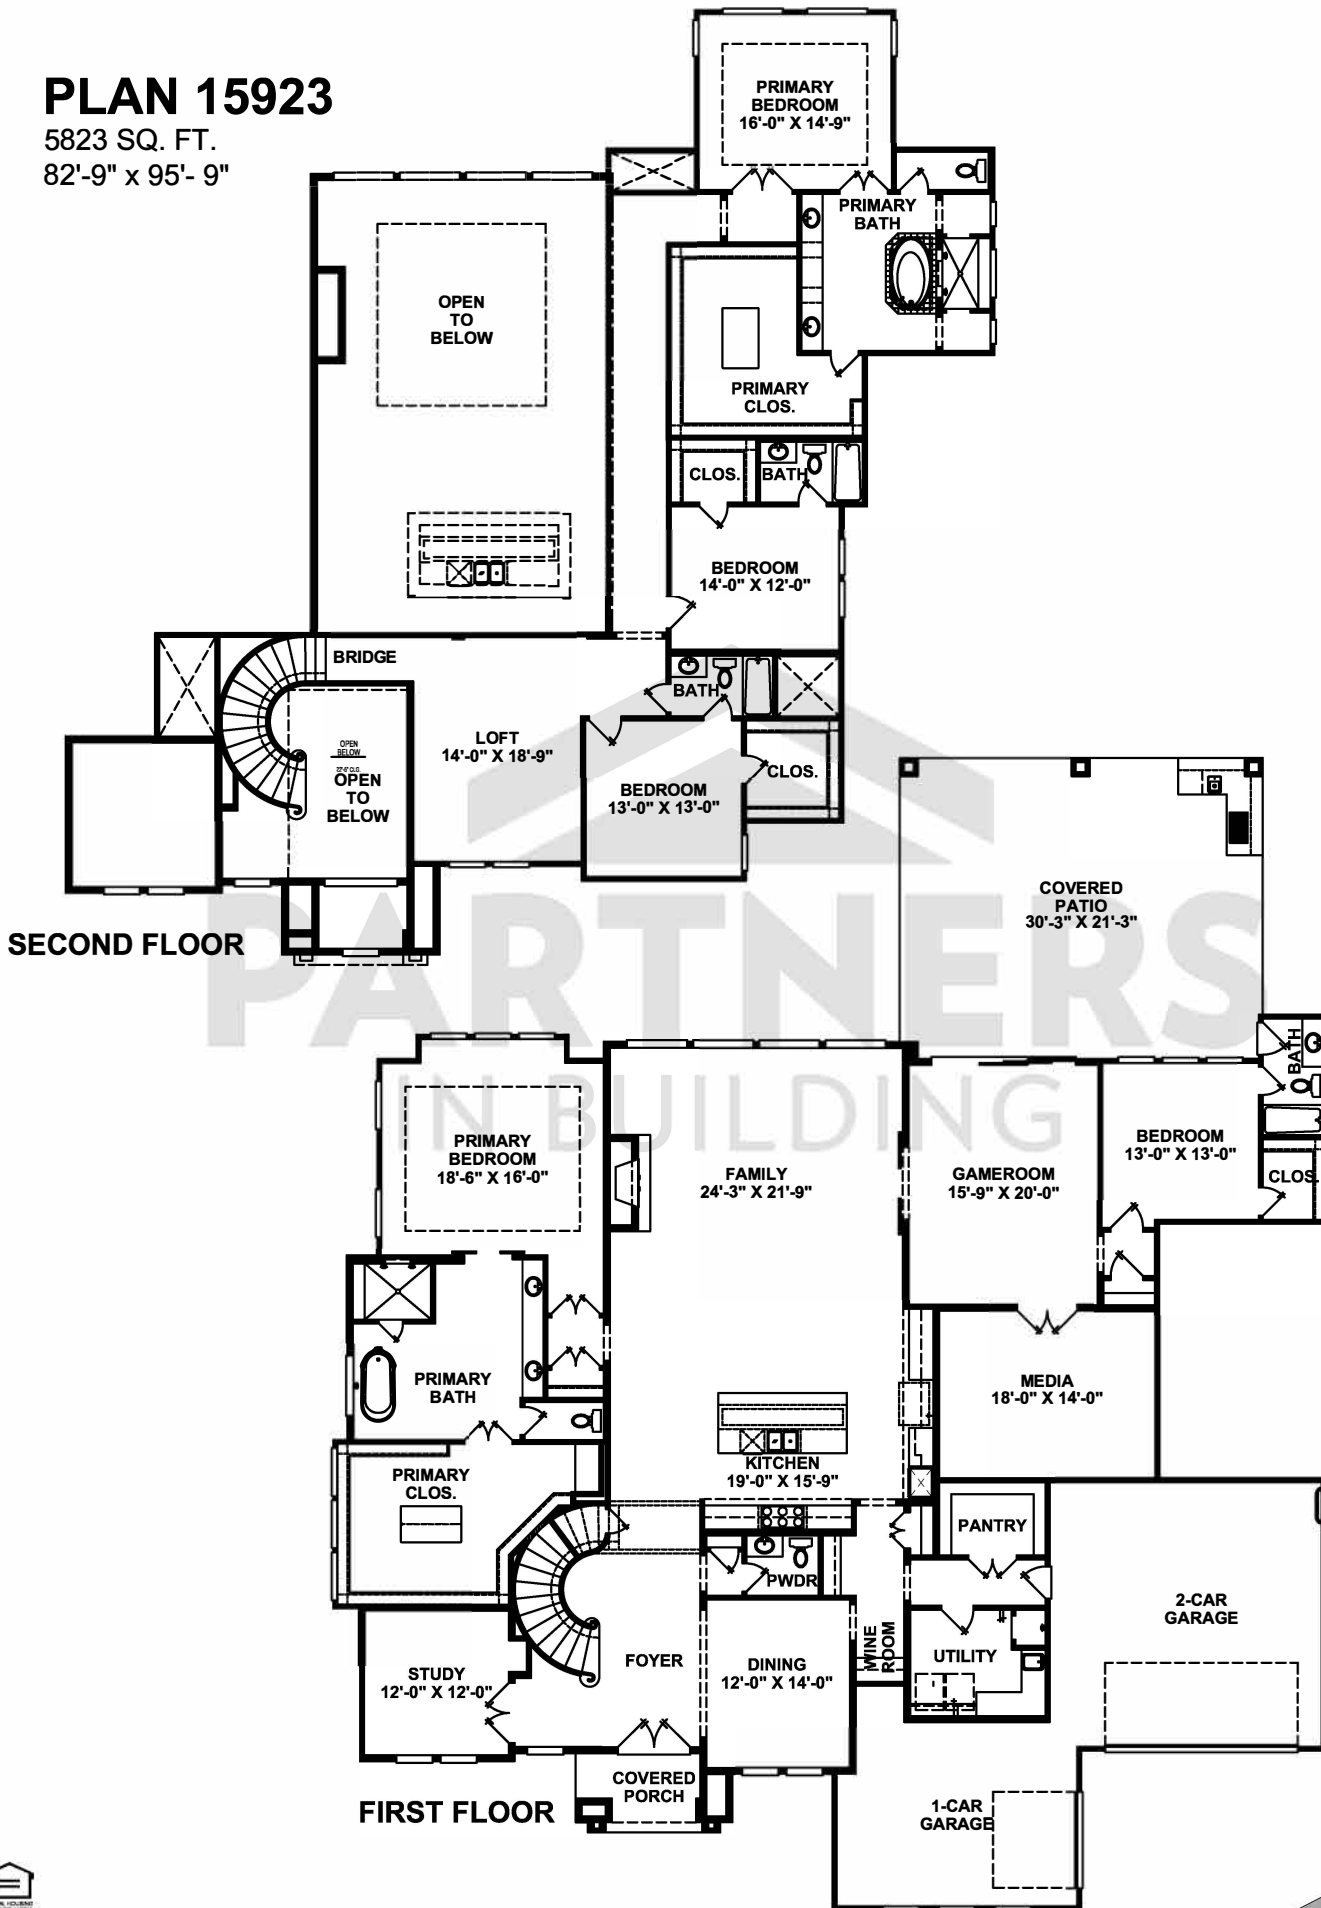 PLAN 15923
5823 SQ. FT.
82'-9" x 95'- 9"
PRIMARY
BEDROOM
16'-0" X 14'-9"
PRIMARY
BATH
OPEN
TO
BELOW
PRIMARY
CLOS.
CLOS.
BATH
BEDROOM
14'-0" X 12'-0"
BRIDGE
BATH
LOFT
14'-0" X 18'-9"
OPEN
BELOW
OPEN
TO
BELOW
BEDROOM
13'-0" X 13'-0"
CLOS.
SECOND FLOOR
COVERED
PATIO
30'-3" X 21'-3"
PARTNERS
IN BUILDING
BATH
PRIMARY
BEDROOM
18'-6" X 16'-0"
FAMILY
24'-3" X 21'-9"
GAMEROOM
15'-9" X 20'-0"
BEDROOM
13'-0" X 13'-0"
CLOS.
PRIMARY
BATH
MEDIA
18'-0" X 14'-0"
KITCHEN
19'-0" X 15'-9"
PRIMARY
CLOS.
PANTRY
PWDR
2-CAR
GARAGE
WINE
ROOM
UTILITY
FOYER
DINING
12'-0" X 14'-0"
STUDY
12'-0" X 12'-0"
COVERED
PORCH
1-CAR
GARAGE
FIRST FLOOR